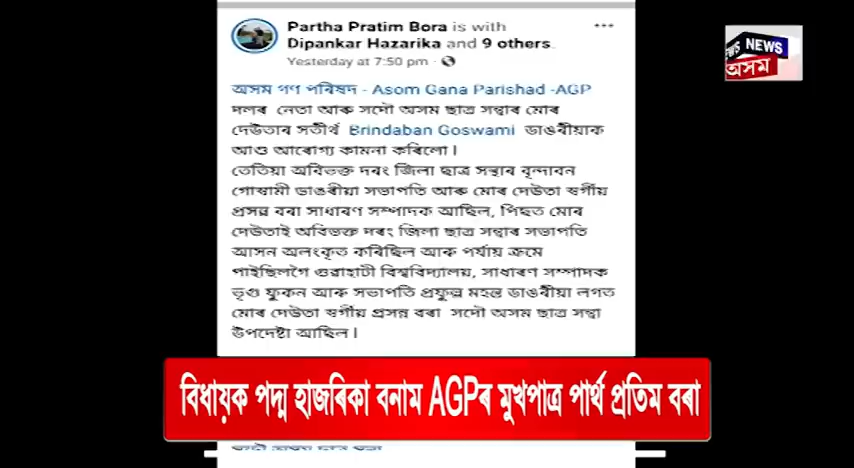 Partha Pratim Bora is with
Dipankar Hazarika and 9 others.
Yesterday at 7:50 pm ·
NEWS NEWS
অসম
অসম গণ পৰিষদ - Asom Gana Parishad -AGP
দলৰ নেতা আৰু সদৌ অসম ছাত্ৰ সন্থাৰ মোৰ
দেউতাৰ সতীৰ্থ Brindaban Goswami ডাঙৰীয়াক
আশু আৰোগ্য কামনা কৰিলো।
তেতিয়া অবিভক্ত দৰং জিলা ছাত্ৰ সন্থাৰ বৃন্দাবন
গোস্বামী ডাঙৰীয়া সভাপতি আৰু মোৰ দেউতা স্বৰ্গীয়
প্ৰসন্ন বৰা সাধাৰণ সম্পাদক আছিল, পিছত মোৰ
দেউতাই অবিভক্ত দৰং জিলা ছাত্ৰ সন্থাৰ সভাপতি
আসন অলংকৃত কৰিছিল আৰু পৰ্যায় ক্ৰমে
পাইছিলগৈ গুৱাহাটী বিশ্ববিদ্যালয়, সাধাৰণ সম্পাদক
ভৃগু ফুকন আৰু সভাপতি প্ৰফুল্ল মহন্ত ডাঙৰীয়া লগত
মোৰ দেউতা স্বৰ্গীয় প্ৰসন্ন বৰা সদৌ অসম ছাত্ৰ সন্থা
উপদেষ্টা আছিল।
বিধায়ক পদ্ম হাজৰিকা বনাম AGPৰ মুখপাত্ৰ পাৰ্থ প্ৰতিম বৰা